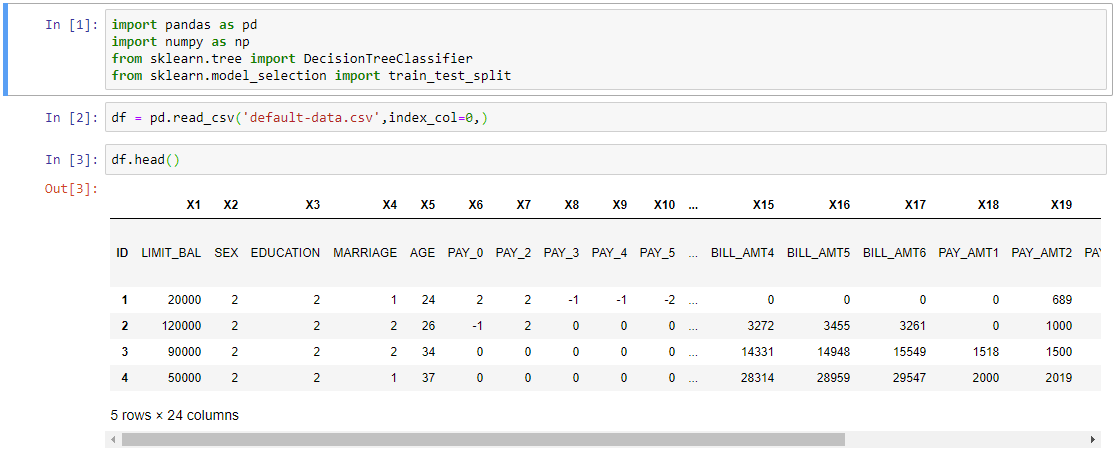 In [1]: import pandas as pd
import numpy as np
from sklearn.tree import DecisionTreeClassifier
from sklearn.model_selection import train_test_split
In [2]: df = pd.read_csv('default-data.csv',index_col=0,)
In [3]: df.head()
Out[3]:
X1 X2 X3 X4 X5 X6 X7 X8 X9 X10 ... X15 X16 X17 X18 X19
ID LIMIT_BAL SEX EDUCATION MARRIAGE AGE PAY_0 PAY_2 PAY_3 PAY_4 PAY_5 ... BILL_AMT4 BILL_AMT5 BILL_AMT6 PAY_AMT1 PAY_AMT2 PA
1 20000 2 2 1 24 2 2 -1 -1 -2 ... 0 0 0 0 689
2 120000 2 2 2 26 -1 2 0 0 0 ... 3272 3455 3261 0 1000
3 90000 2 2 2 34 0 0 0 0 0 ... 14331 14948 15549 1518 1500
4 50000 2 2 1 37 0 0 0 0 0 ... 28314 28959 29547 2000 2019
5 rows × 24 columns